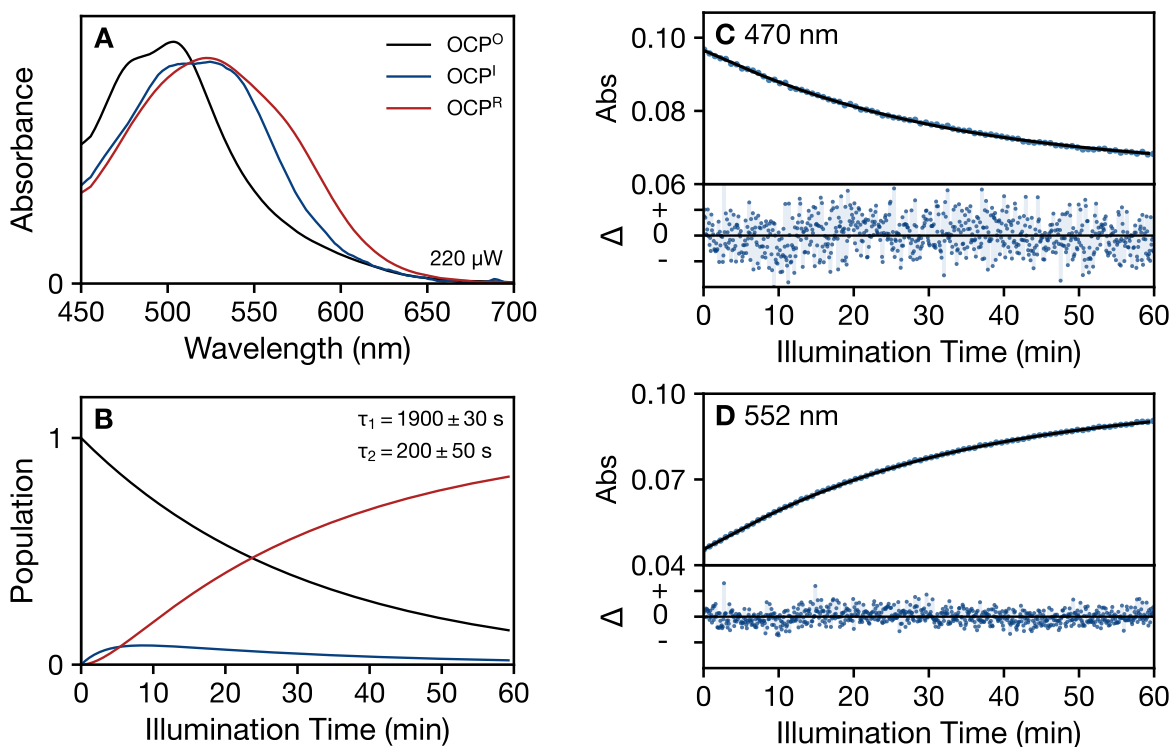 A
OCPᴼ
OCPᴵ
OCPᴿ
220 µW
Absorbance
0
450 500 550 600 650 700
Wavelength (nm)
B
τ₁ = 1900 ± 30 s
τ₂ = 200 ± 50 s
Population
1
0
0 10 20 30 40 50 60
Illumination Time (min)
C 470 nm
Abs
0.10
0.08
0.06
Δ
+
0
-
0 10 20 30 40 50 60
Illumination Time (min)
D 552 nm
Abs
0.10
0.07
0.04
Δ
+
0
-
0 10 20 30 40 50 60
Illumination Time (min)